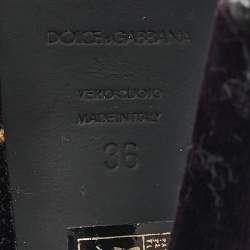 DOLCE & GABBANA
VERO CUOIO
MADE IN ITALY
36